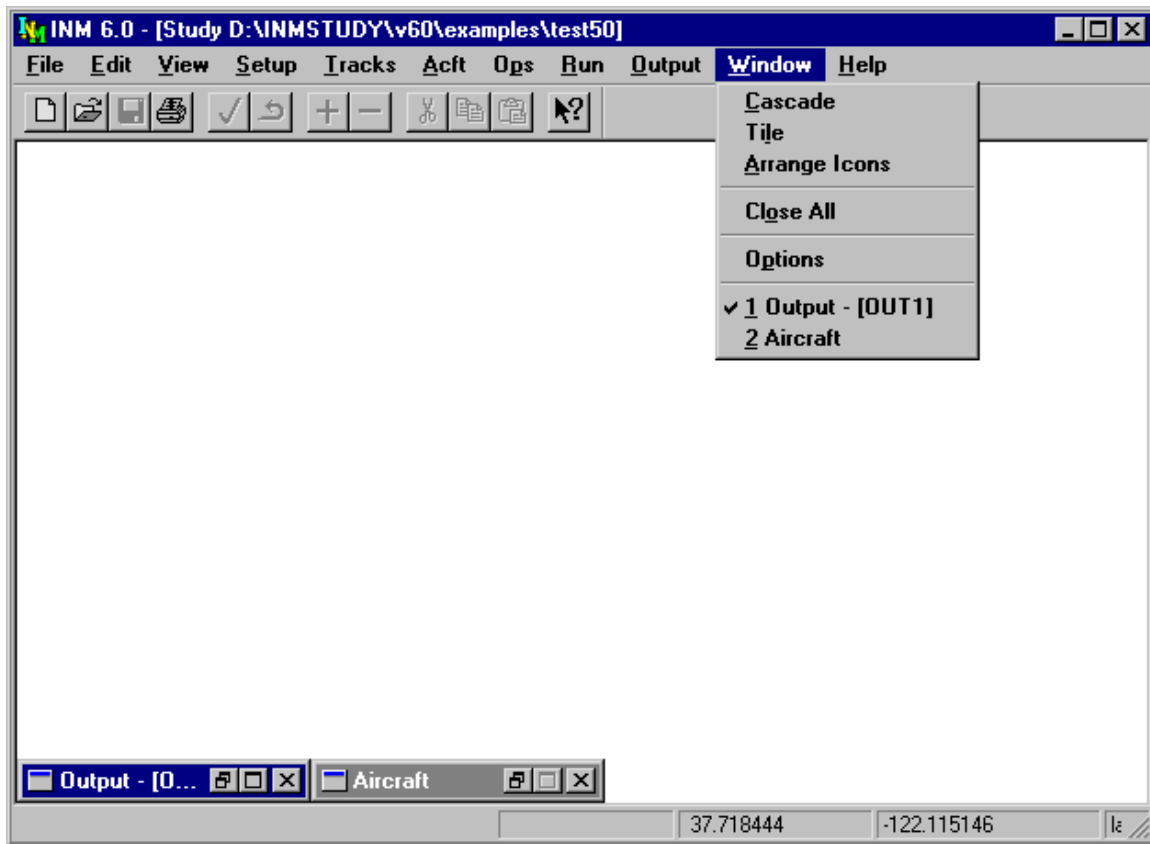 INM 6.0 - [Study D:\INMSTUDY\v60\examples\test50]
File Edit View Setup Tracks Acft Ops Run Output Window Help
Cascade
Tile
Arrange Icons
Close All
Options
1 Output - [OUT1]
2 Aircraft
Output - [O... Aircraft
37.718444 -122.115146